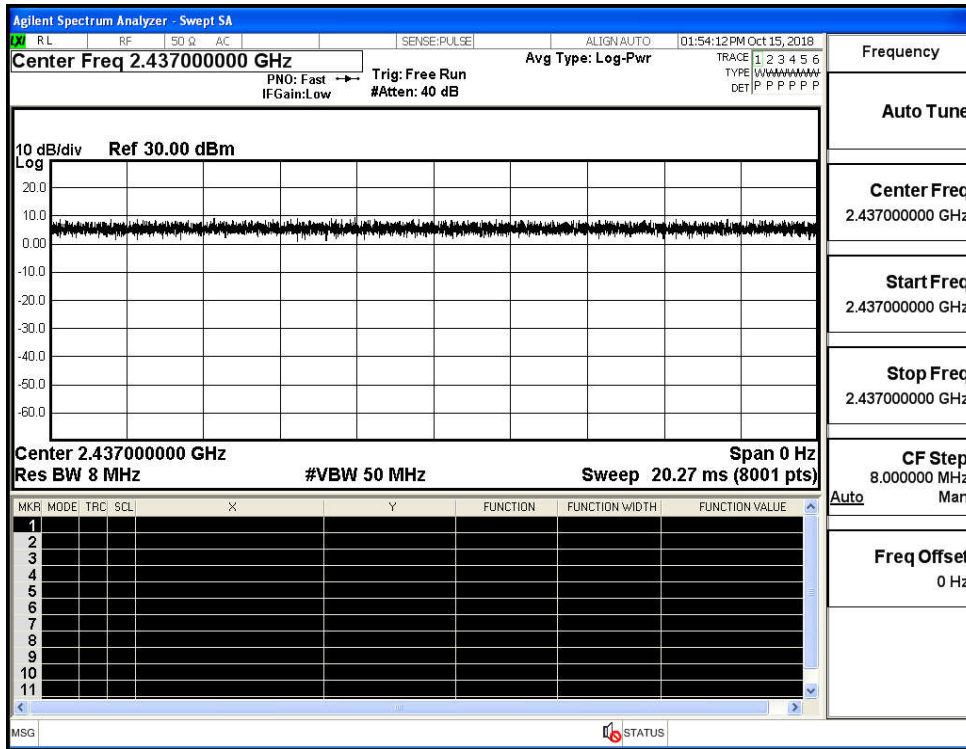 Agilent Spectrum Analyzer - Swept SA
LXI RL RF 50 Ω AC SENSE:PULSE ALIGN AUTO 01:54:12 PM Oct 15, 2018
Center Freq 2.437000000 GHz
Avg Type: Log-Pwr
TRACE 1 2 3 4 5 6
TYPE WWWWWW
DET P P P P P P
PNO: Fast
IFGain:Low
Trig: Free Run
#Atten: 40 dB
10 dB/div Ref 30.00 dBm
Log
20.0
10.0
0.00
-10.0
-20.0
-30.0
-40.0
-50.0
-60.0
Center 2.437000000 GHz Span 0 Hz
Res BW 8 MHz #VBW 50 MHz Sweep 20.27 ms (8001 pts)
MKR MODE TRC SCL X Y FUNCTION FUNCTION WIDTH FUNCTION VALUE
1
2
3
4
5
6
7
8
9
10
11
MSG STATUS
Frequency
Auto Tune
Center Freq
2.437000000 GHz
Start Freq
2.437000000 GHz
Stop Freq
2.437000000 GHz
CF Step
8.000000 MHz
Auto Man
Freq Offset
0 Hz